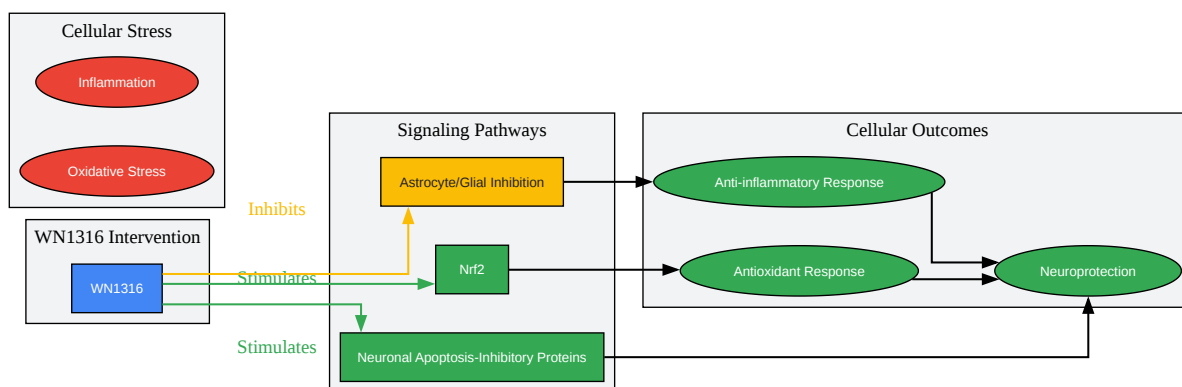 Cellular Stress
Inflammation
Oxidative Stress
WN1316 Intervention
WN1316
Inhibits
Stimulates
Stimulates
Signaling Pathways
Astrocyte/Glial Inhibition
Nrf2
Neuronal Apoptosis-Inhibitory Proteins
Cellular Outcomes
Anti-inflammatory Response
Antioxidant Response
Neuroprotection